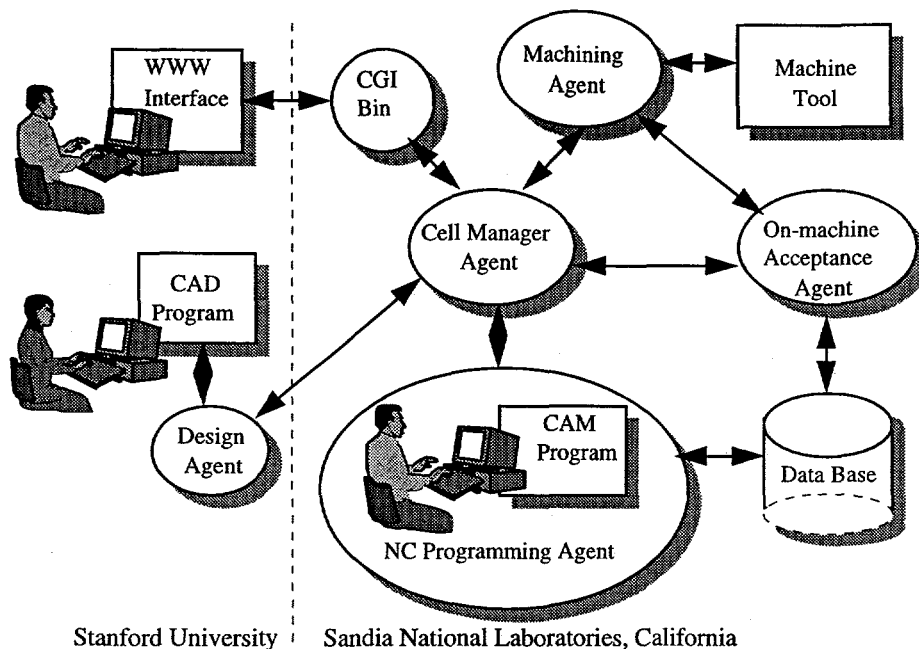 WWW
Interface
CGI
Bin
Machining
Agent
Machine
Tool
Cell Manager
Agent
On-machine
Acceptance
Agent
CAD
Program
Design
Agent
CAM
Program
NC Programming Agent
Data Base
Stanford University
Sandia National Laboratories, California